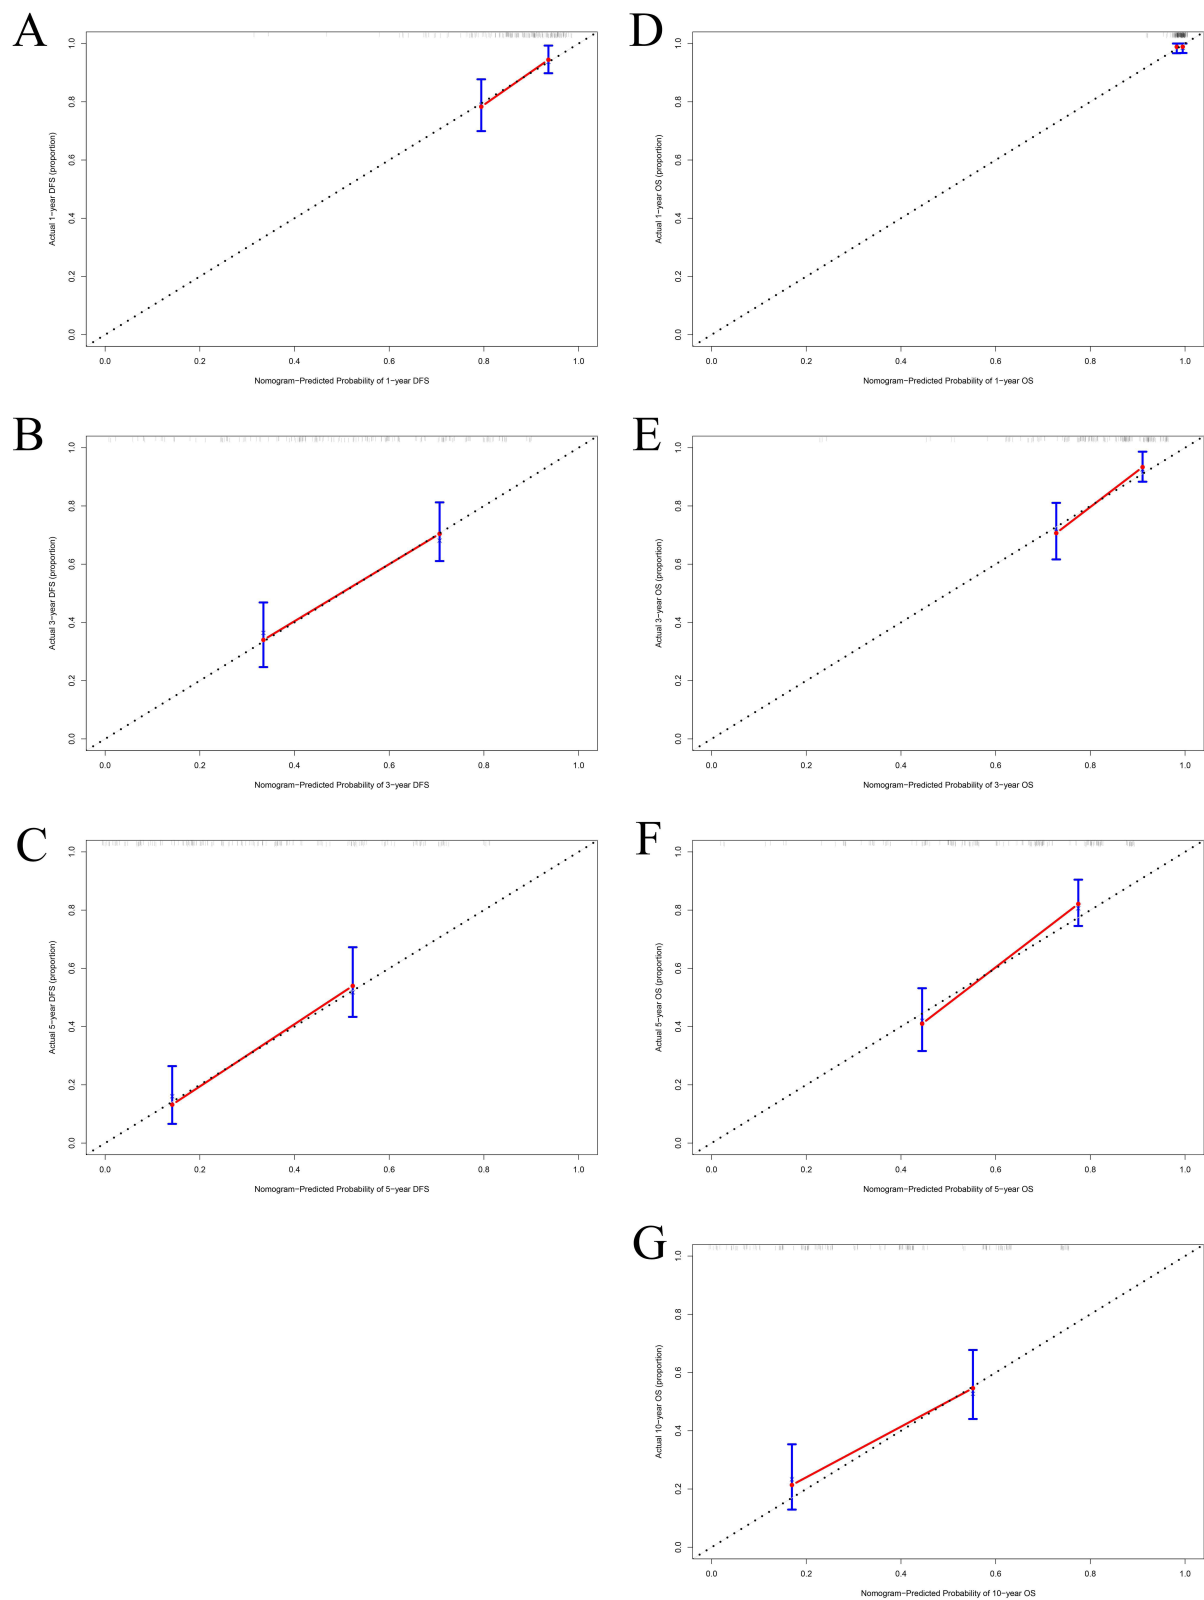 A
Actual 1−year DFS (proportion)
1.0
0.8
0.6
0.4
0.2
0.0
0.0 0.2 0.4 0.6 0.8 1.0
Nomogram−Predicted Probability of 1−year DFS
D
Actual 1−year OS (proportion)
1.0
0.8
0.6
0.4
0.2
0.0
0.0 0.2 0.4 0.6 0.8 1.0
Nomogram−Predicted Probability of 1−year OS
B
Actual 3−year DFS (proportion)
1.0
0.8
0.6
0.4
0.2
0.0
0.0 0.2 0.4 0.6 0.8 1.0
Nomogram−Predicted Probability of 3−year DFS
E
Actual 3−year OS (proportion)
1.0
0.8
0.6
0.4
0.2
0.0
0.0 0.2 0.4 0.6 0.8 1.0
Nomogram−Predicted Probability of 3−year OS
C
Actual 5−year DFS (proportion)
1.0
0.8
0.6
0.4
0.2
0.0
0.0 0.2 0.4 0.6 0.8 1.0
Nomogram−Predicted Probability of 5−year DFS
F
Actual 5−year OS (proportion)
1.0
0.8
0.6
0.4
0.2
0.0
0.0 0.2 0.4 0.6 0.8 1.0
Nomogram−Predicted Probability of 5−year OS
G
Actual 10−year OS (proportion)
1.0
0.8
0.6
0.4
0.2
0.0
0.0 0.2 0.4 0.6 0.8 1.0
Nomogram−Predicted Probability of 10−year OS